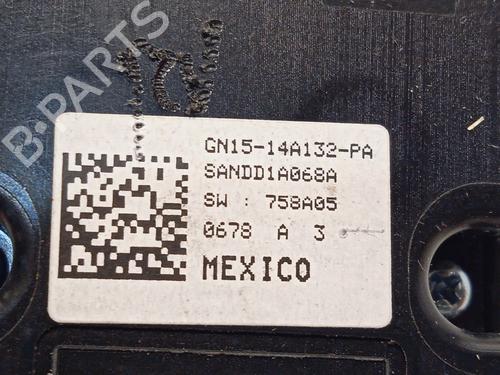 B-PARTS
GN15-14A132-PA
SANDD1A068A
SW : 758A05
0678 A 3
MEXICO